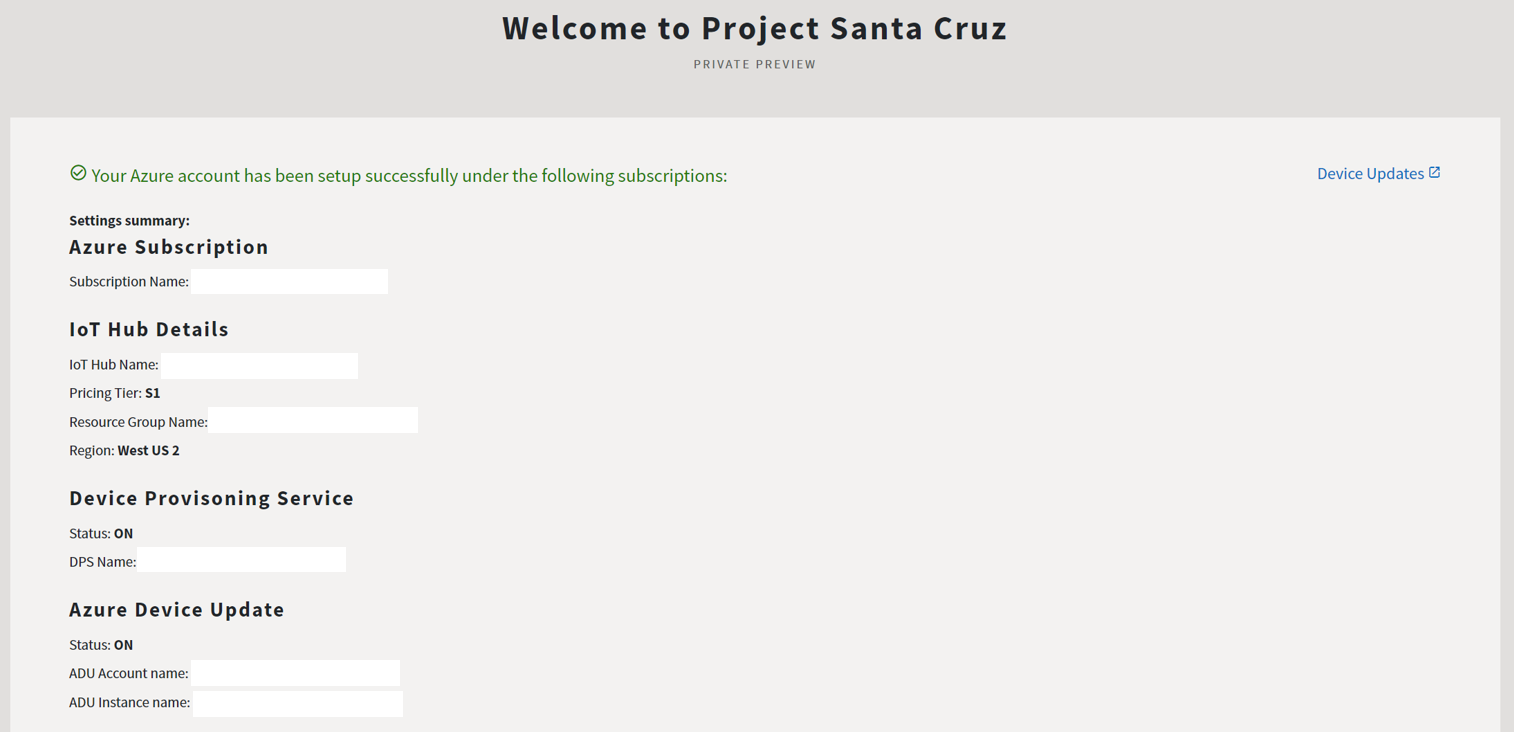 Welcome to Project Santa Cruz
PRIVATE PREVIEW
Your Azure account has been setup successfully under the following subscriptions:
Device Updates
Settings summary:
Azure Subscription
Subscription Name:
IoT Hub Details
IoT Hub Name:
Pricing Tier: S1
Resource Group Name:
Region: West US 2
Device Provisoning Service
Status: ON
DPS Name:
Azure Device Update
Status: ON
ADU Account name:
ADU Instance name: